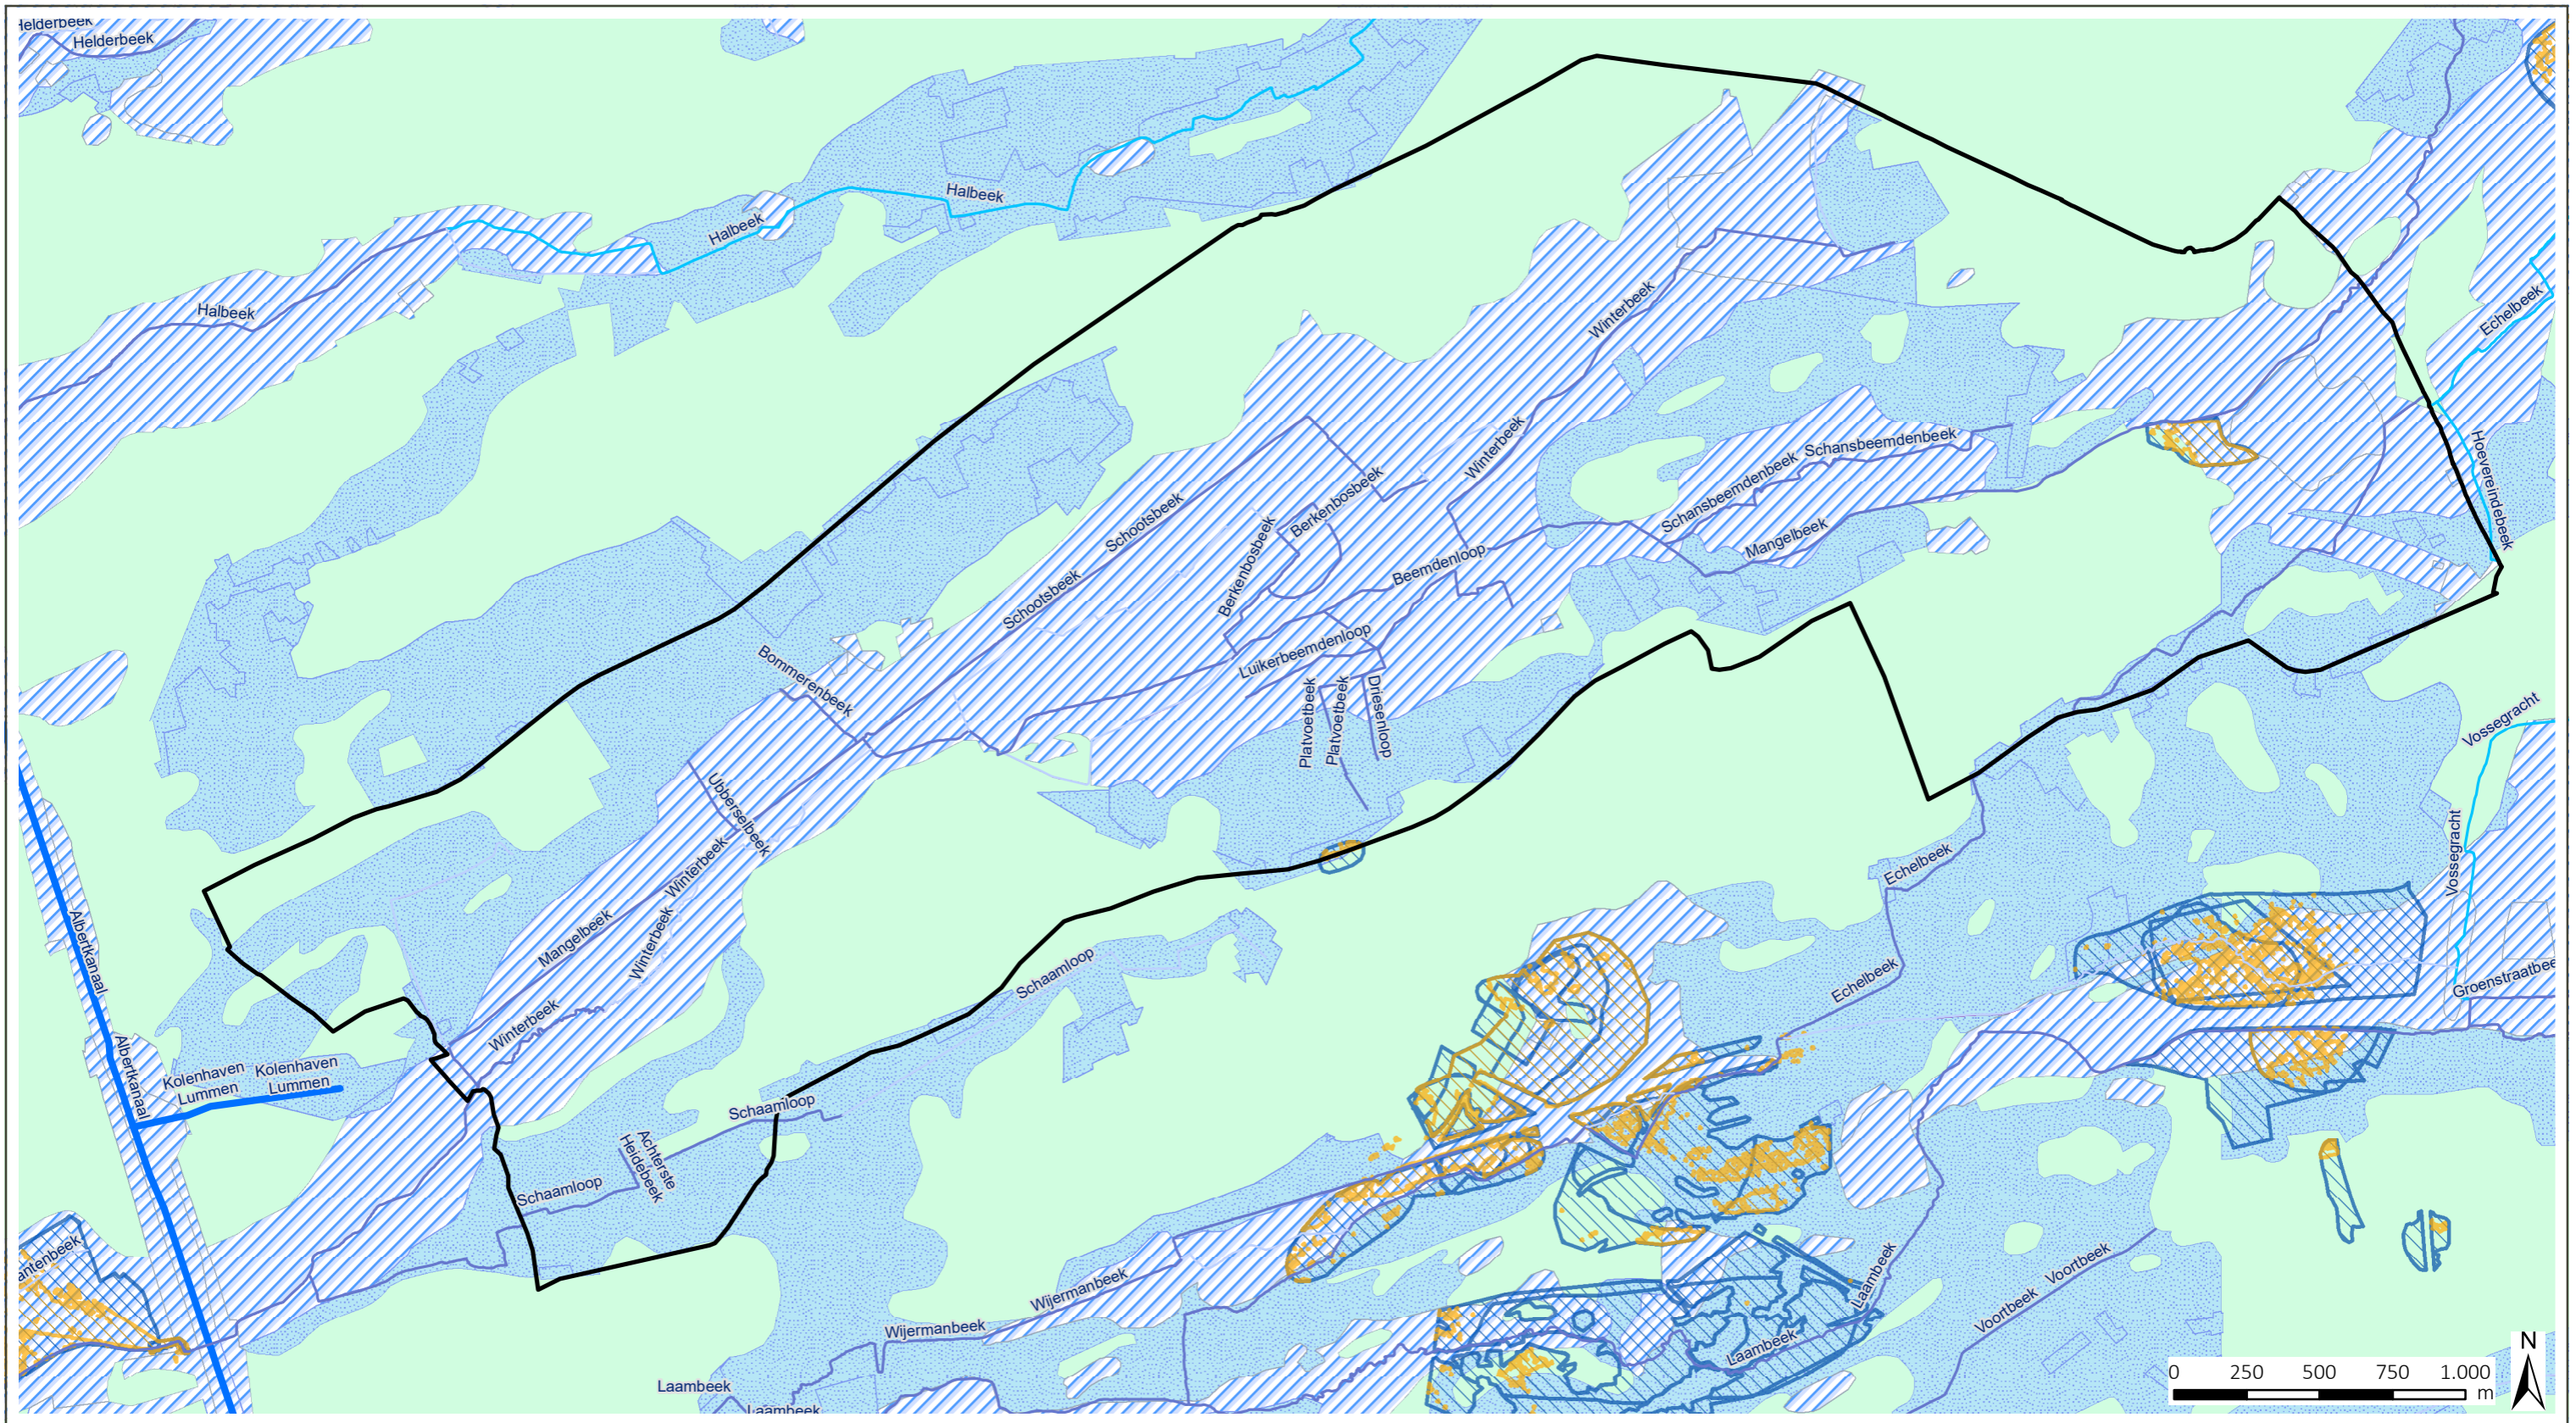 Helderbeek
Helderbeek
Halbeek
Halbeek
Halbeek
Winterbeek
Echelbeek
Winterbeek
Schansbeemdenbeek
Schansbeemdenbeek
Hoevereindebeek
Mangelbeek
Schootsbeek
Berkenbosbeek
Berkenbosbeek
Schootsbeek
Beemdenloop
Luikerbeemdenloop
Bommerenbeek
Platvoetbeek
Platvoetbeek
Driesenloop
Vossegracht
Ubberselbeek
Winterbeek
Vossegracht
Echelbeek
Albertkanaal
Mangelbeek
Winterbeek
Schaamloop
Echelbeek
Groenstraatbee
Winterbeek
Albertkanaal
Kolenhaven
Lummen
Kolenhaven
Lummen
Schaamloop
Achterste
Heidebeek
Schaamloop
antenbeek
Wijermanbeek
Wijermanbeek
Laambeek
Voortbeek
Voortbeek
Laambeek
Laambeek
Laambeek
N
0 250 500 750 1.000
m